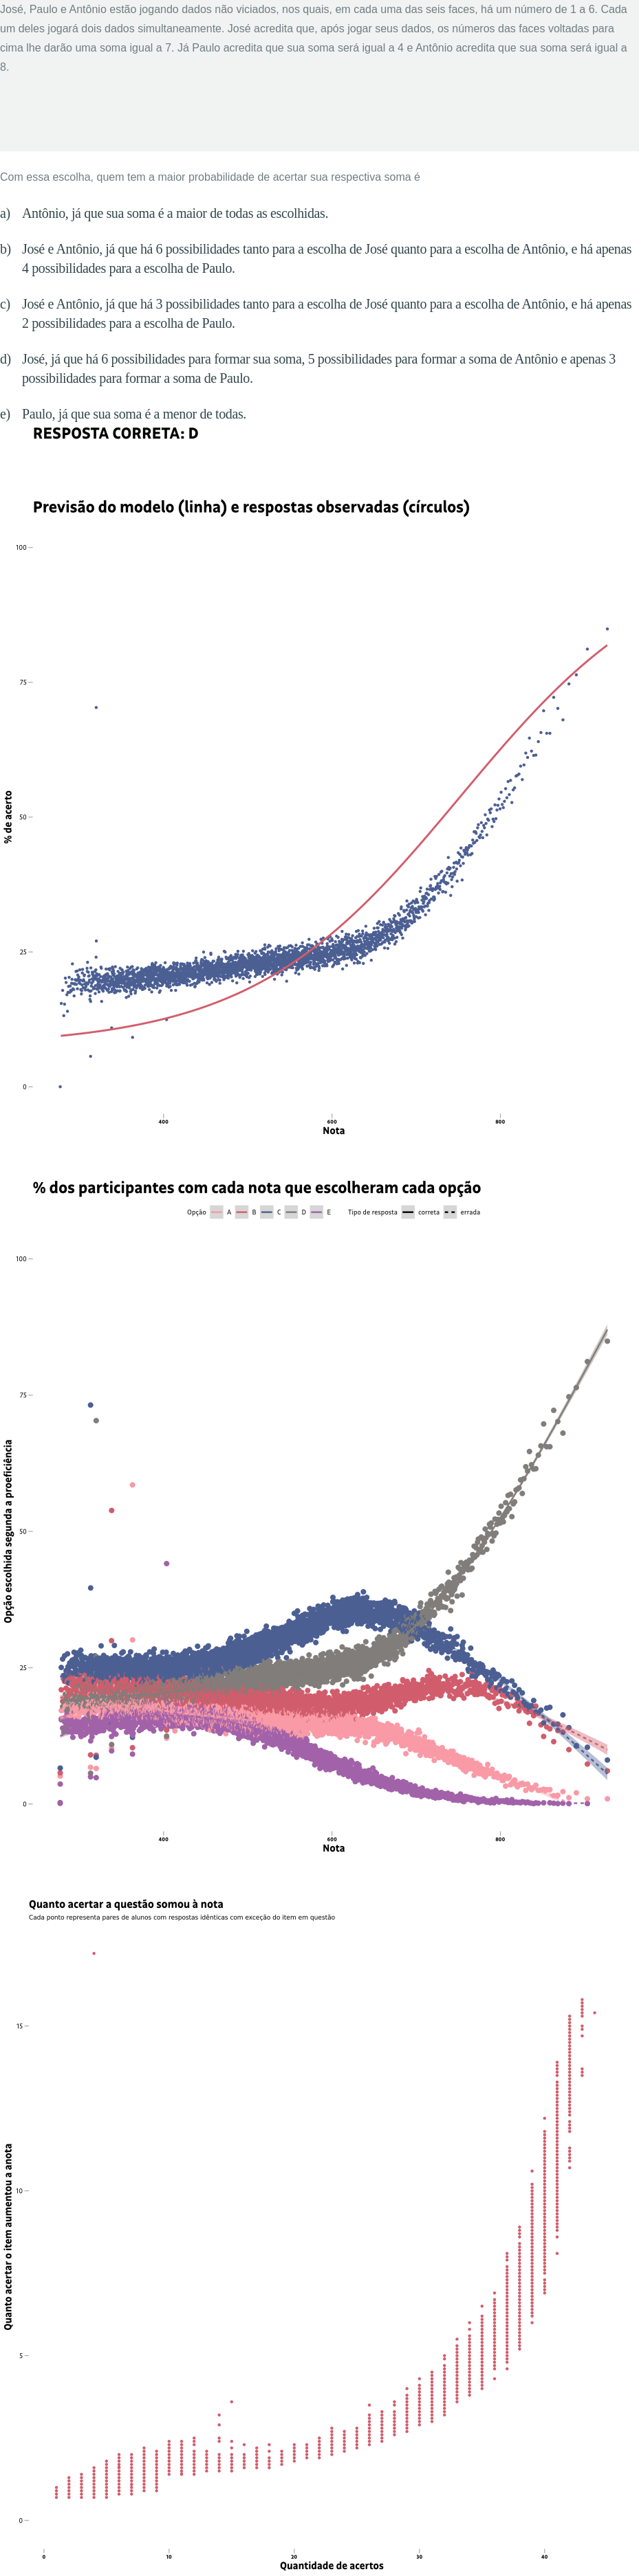 José, Paulo e Antônio estão jogando dados não viciados, nos quais, em cada uma das seis faces, há um número de 1 a 6. Cada
um deles jogará dois dados simultaneamente. José acredita que, após jogar seus dados, os números das faces voltadas para
cima lhe darão uma soma igual a 7. Já Paulo acredita que sua soma será igual a 4 e Antônio acredita que sua soma será igual a
8.
Com essa escolha, quem tem a maior probabilidade de acertar sua respectiva soma é
a) Antônio, já que sua soma é a maior de todas as escolhidas.
b) José e Antônio, já que há 6 possibilidades tanto para a escolha de José quanto para a escolha de Antônio, e há apenas
4 possibilidades para a escolha de Paulo.
c) José e Antônio, já que há 3 possibilidades tanto para a escolha de José quanto para a escolha de Antônio, e há apenas
2 possibilidades para a escolha de Paulo.
d) José, já que há 6 possibilidades para formar sua soma, 5 possibilidades para formar a soma de Antônio e apenas 3
possibilidades para formar a soma de Paulo.
e) Paulo, já que sua soma é a menor de todas.
RESPOSTA CORRETA: D
Previsão do modelo (linha) e respostas observadas (círculos)
100
75
50
25
0
% de acerto
400 600 800
Nota
% dos participantes com cada nota que escolheram cada opção
Opção A B C D E Tipo de resposta correta errada
100
75
50
25
0
Opção escolhida segunda a proeficiência
400 600 800
Nota
Quanto acertar a questão somou à nota
Cada ponto representa pares de alunos com respostas idênticas com exceção do item em questão
15
10
5
0
Quanto acertar o item aumentou a anota
0 10 20 30 40
Quantidade de acertos